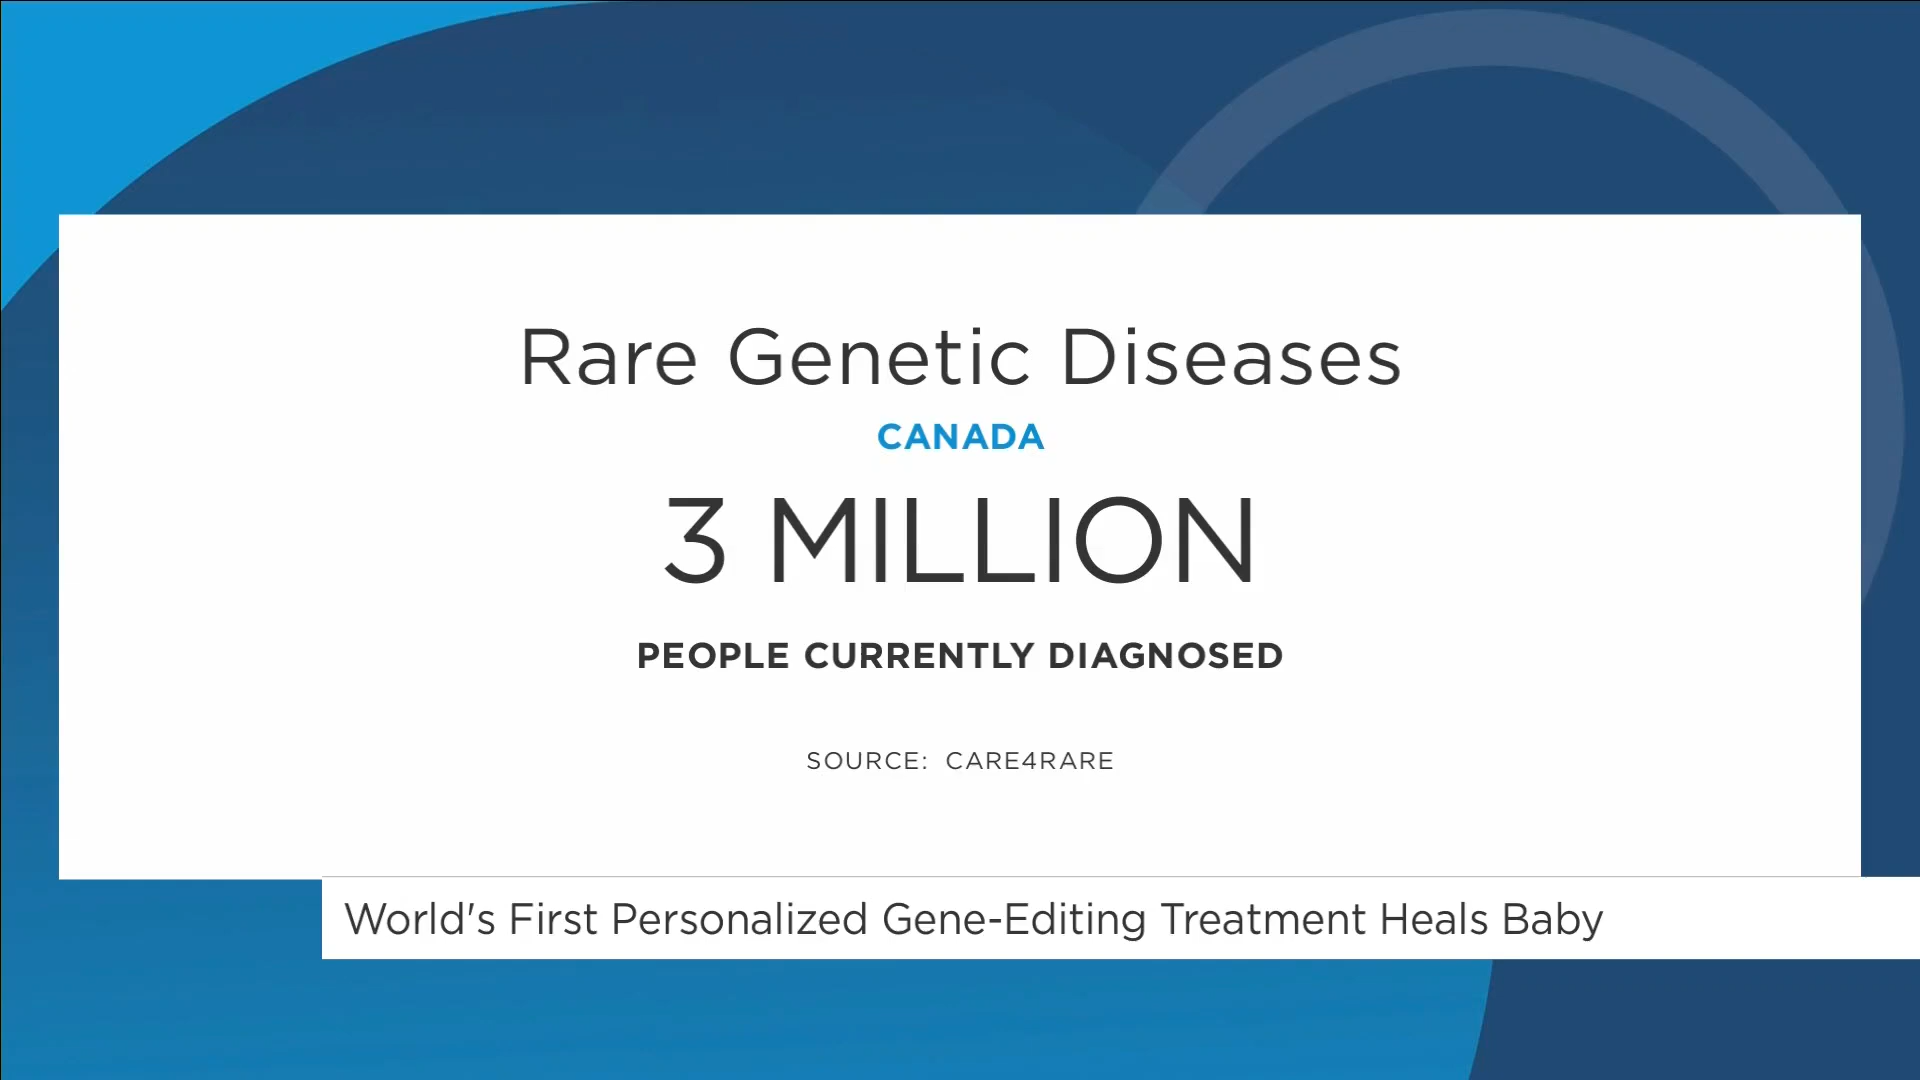 Rare Genetic Diseases
CANADA
3 MILLION
PEOPLE CURRENTLY DIAGNOSED
SOURCE: CARE4RARE
World's First Personalized Gene-Editing Treatment Heals Baby